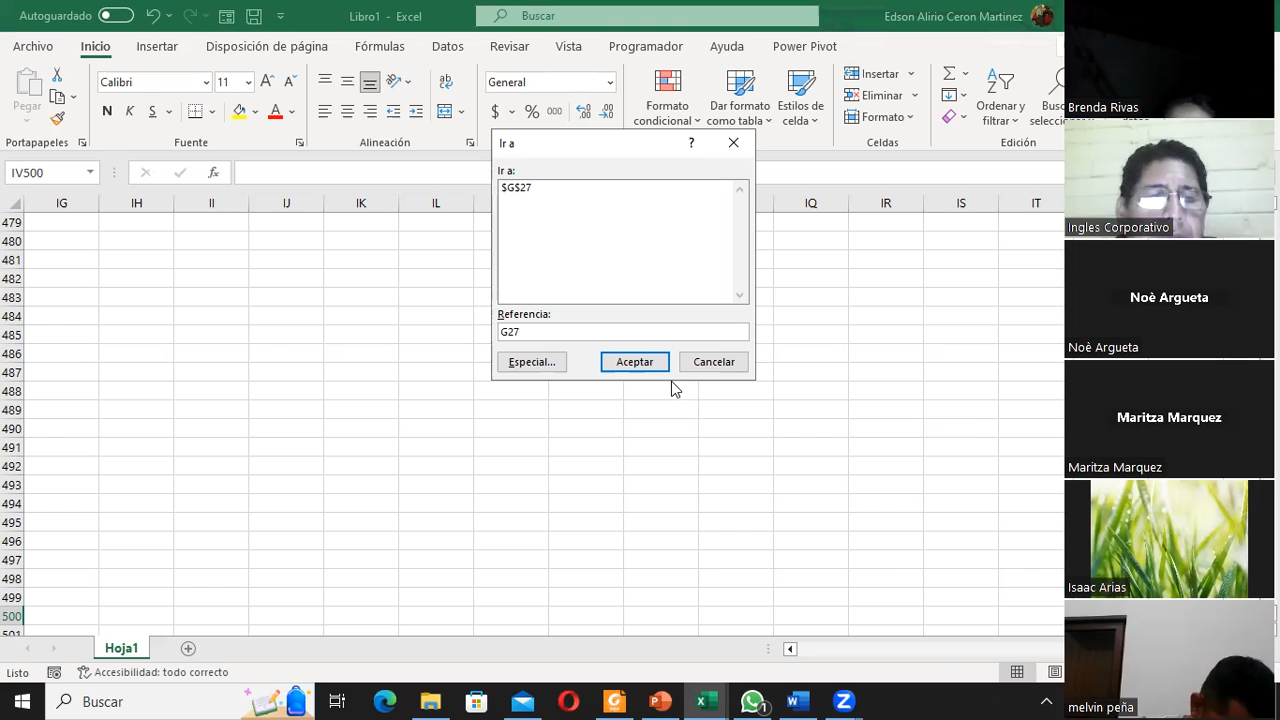 Autoguardado
Libro1 - Excel
Buscar
Edson Alirio Ceron Martinez
Archivo Inicio Insertar Disposición de página Fórmulas Datos Revisar Vista Programador Ayuda Power Pivot
Pegar
Calibri 11
N K S
General
$ % 000
Formato condicional
Dar formato como tabla
Estilos de celda
Insertar
Eliminar
Formato
Ordenar y filtrar
Portapapeles Fuente Alineación Celdas Edición
IV500
fx
Ir a
?
Ir a:
$G$27
Referencia:
G27
Especial... Aceptar Cancelar
IG IH II IJ IK IL IQ IR IS IT
479
480
481
482
483
484
485
486
487
488
489
490
491
492
493
494
495
496
497
498
499
500
501
Hoja1
Listo
Accesibilidad: todo correcto
Buscar
1
Brenda Rivas
Ingles Corporativo
Noè Argueta
Noè Argueta
Maritza Marquez
Maritza Marquez
Isaac Arias
melvin peña